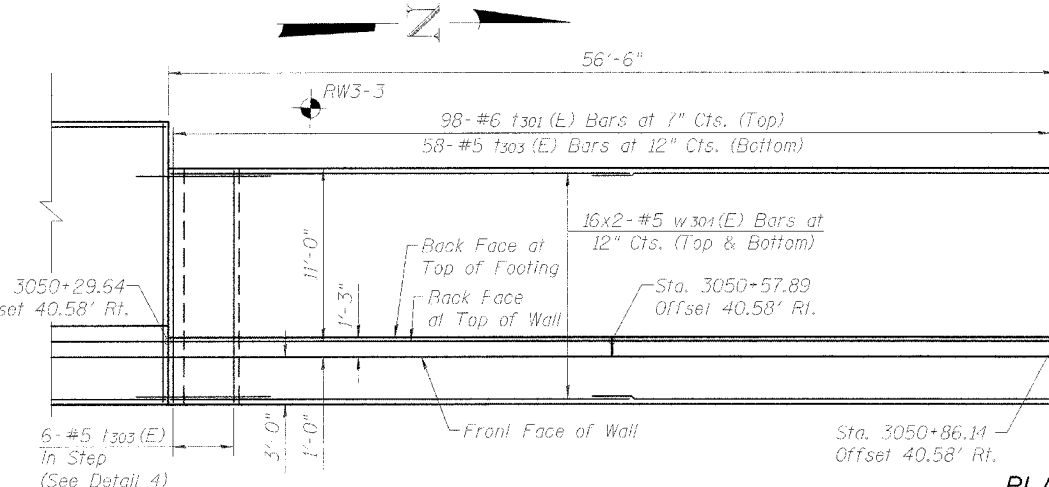 N
56'-6"
RW3-3
98-#6 t301(E) Bars at 7" Cts. (Top)
58-#5 t303(E) Bars at 12" Cts. (Bottom)
16x2-#5 w304(E) Bars at
12" Cts. (Top & Bottom)
11'-0"
Back Face at
Top of Footing
1'-3"
Back Face
at Top of Wall
3050+29.64
set 40.58' Rt.
Sta. 3050+57.89
Offset 40.58' Rt.
6-#5 t303(E)
In Step
(See Detail 4)
3'-0"
1'-0"
Front Face of Wall
Sta. 3050+86.14
Offset 40.58' Rt.
PLA